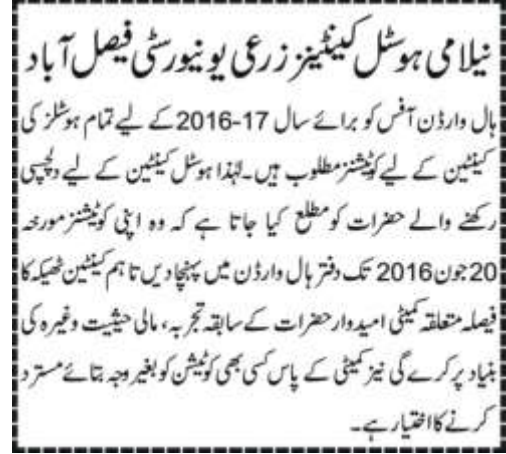 نیلامی ہوسٹل کینٹینز زرعی یونیورسٹی فیصل آباد
ہال وارڈن آفس کو برائے سال 17-2016 کے لیے تمام ہوسٹلز کی
کینٹین کے لیے کوٹیشنز مطلوب ہیں۔ لہٰذا ہوسٹل کینٹین کے لیے دلچسپی
رکھنے والے حضرات کو مطلع کیا جاتا ہے کہ وہ اپنی کوٹیشنز مورخہ
20 جون 2016 تک دفتر ہال وارڈن میں پہنچا دیں تاہم کینٹین ٹھیکہ کا
فیصلہ متعلقہ کمیٹی امیدوار حضرات کے سابقہ تجربہ، مالی حیثیت وغیرہ کی
بنیاد پر کرے گی نیز کمیٹی کے پاس کسی بھی کوٹیشن کو بغیر وجہ بتائے مسترد
کرنے کا اختیار ہے۔